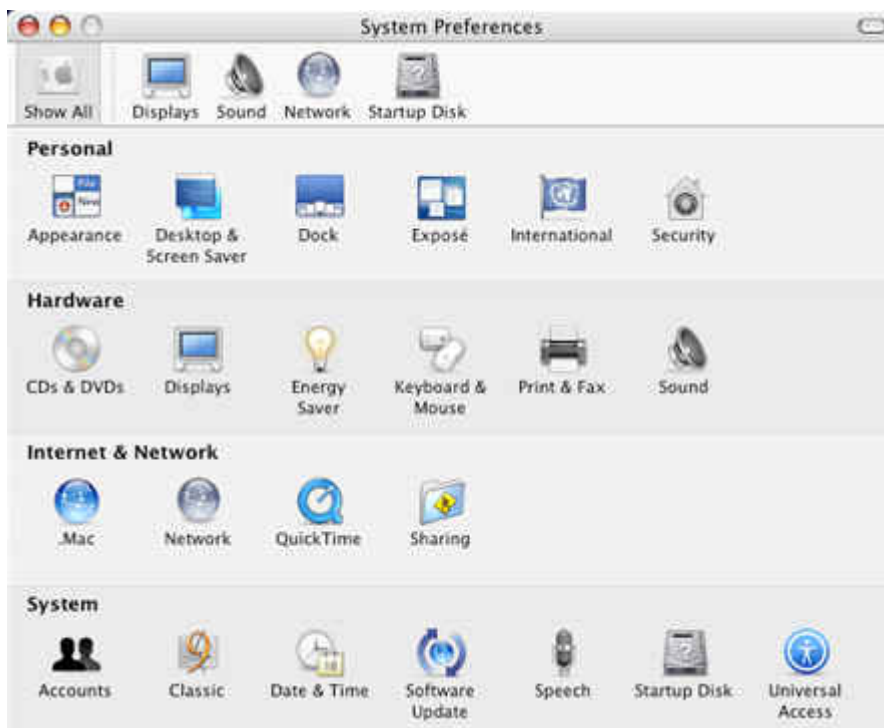 System Preferences
Show All Displays Sound Network Startup Disk
Personal
Appearance Desktop & Screen Saver Dock Exposé International Security
Hardware
CDs & DVDs Displays Energy Saver Keyboard & Mouse Print & Fax Sound
Internet & Network
.Mac Network QuickTime Sharing
System
Accounts Classic Date & Time Software Update Speech Startup Disk Universal Access